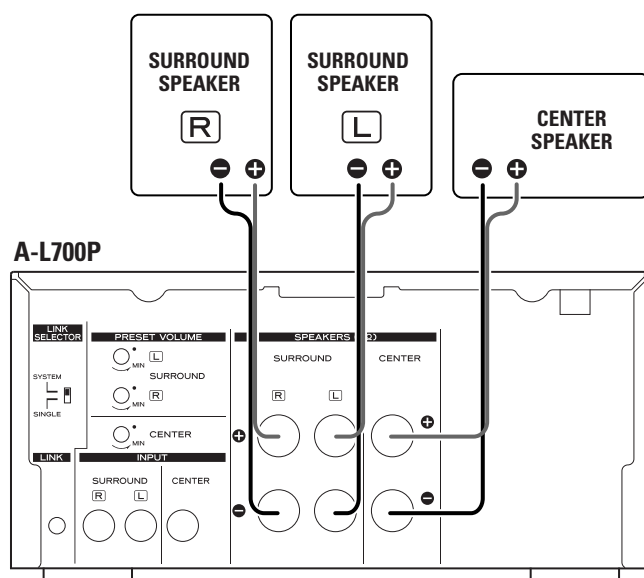 SURROUND
SPEAKER
R
SURROUND
SPEAKER
L
CENTER
SPEAKER
A-L700P
LINK
SELECTOR
SYSTEM
SINGLE
LINK
PRESET VOLUME
MIN
L
SURROUND
MIN
R
MIN
CENTER
INPUT
SURROUND
R L
CENTER
SPEAKERS
SURROUND
R L
CENTER